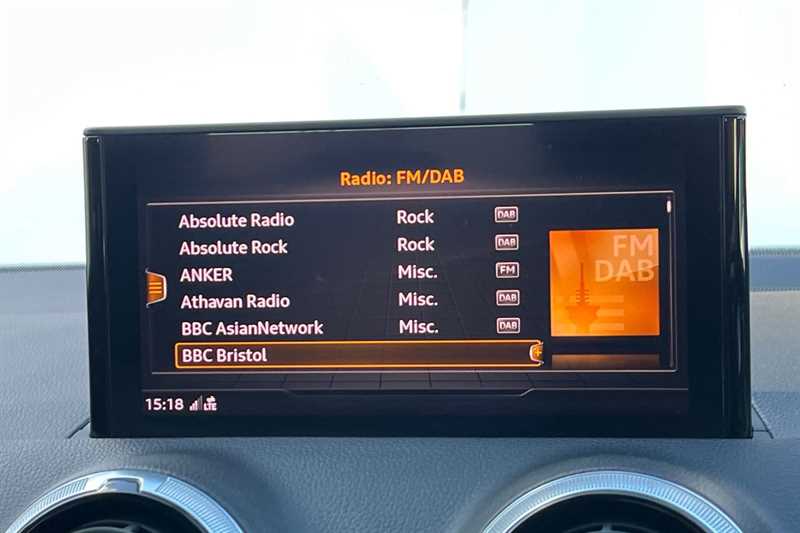 Radio: FM/DAB
Absolute Radio Rock DAB
Absolute Rock Rock DAB
ANKER Misc. FM
Athavan Radio Misc. DAB
BBC AsianNetwork Misc. DAB
BBC Bristol
FM
DAB
15:18 LTE